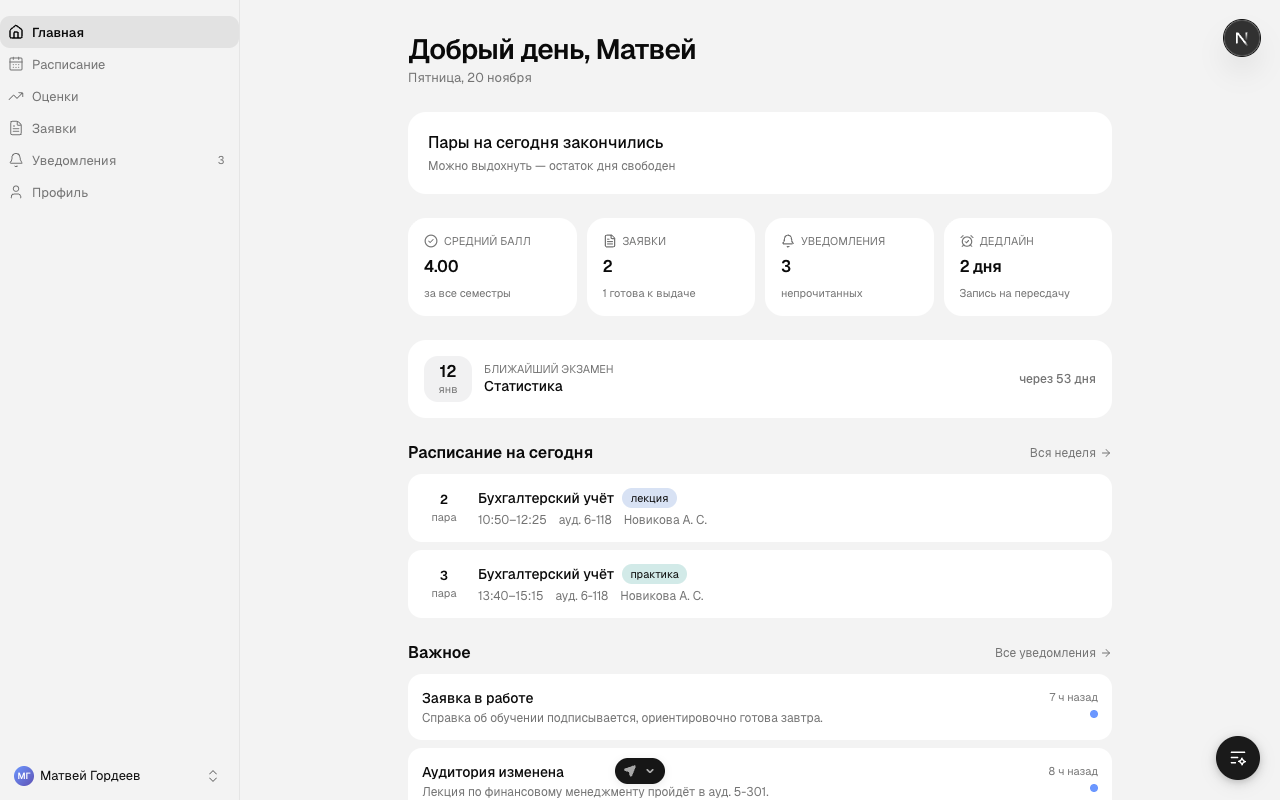 Главная
Расписание
Оценки
Заявки
Уведомления 3
Профиль
Матвей Гордеев
МГ
N
Добрый день, Матвей
Пятница, 20 ноября
Пары на сегодня закончились
Можно выдохнуть — остаток дня свободен
СРЕДНИЙ БАЛЛ
4.00
за все семестры
ЗАЯВКИ
2
1 готова к выдаче
УВЕДОМЛЕНИЯ
3
непрочитанных
ДЕДЛАЙН
2 дня
Запись на пересдачу
12
янв
БЛИЖАЙШИЙ ЭКЗАМЕН
Статистика
через 53 дня
Расписание на сегодня
Вся неделя →
2
пара
Бухгалтерский учёт лекция
10:50–12:25 ауд. 6-118 Новикова А. С.
3
пара
Бухгалтерский учёт практика
13:40–15:15 ауд. 6-118 Новикова А. С.
Важное
Все уведомления →
Заявка в работе
7 ч назад
Справка об обучении подписывается, ориентировочно готова завтра.
Аудитория изменена
8 ч назад
Лекция по финансовому менеджменту пройдёт в ауд. 5-301.